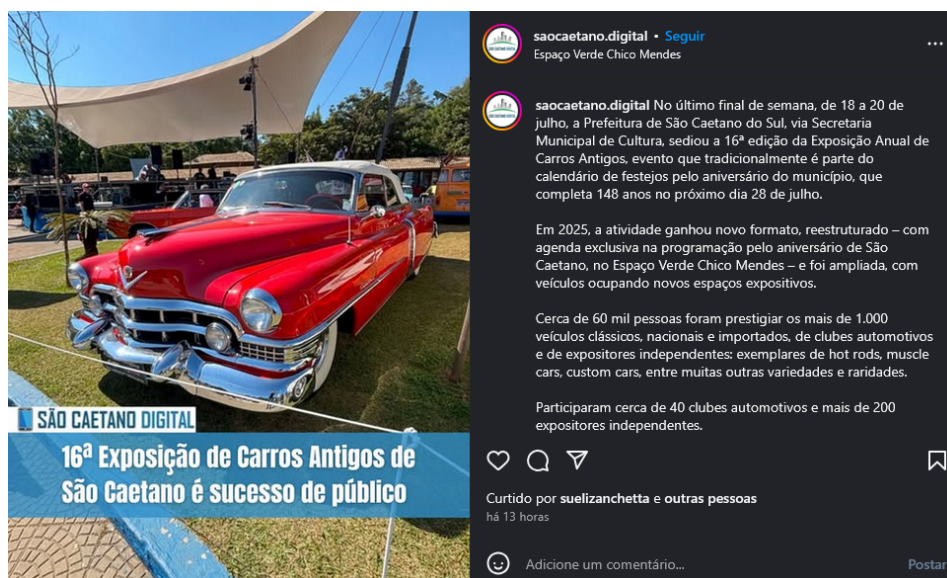 SÃO CAETANO DIGITAL
16ª Exposição de Carros Antigos de
São Caetano é sucesso de público
saocaetano.digital • Seguir
Espaço Verde Chico Mendes
saocaetano.digital No último final de semana, de 18 a 20 de
julho, a Prefeitura de São Caetano do Sul, via Secretaria
Municipal de Cultura, sediou a 16ª edição da Exposição Anual de
Carros Antigos, evento que tradicionalmente é parte do
calendário de festejos pelo aniversário do município, que
completa 148 anos no próximo dia 28 de julho.
Em 2025, a atividade ganhou novo formato, reestruturado – com
agenda exclusiva na programação pelo aniversário de São
Caetano, no Espaço Verde Chico Mendes – e foi ampliada, com
veículos ocupando novos espaços expositivos.
Cerca de 60 mil pessoas foram prestigiar os mais de 1.000
veículos clássicos, nacionais e importados, de clubes automotivos
e de expositores independentes: exemplares de hot rods, muscle
cars, custom cars, entre muitas outras variedades e raridades.
Participaram cerca de 40 clubes automotivos e mais de 200
expositores independentes.
Curtido por suelizanchetta e outras pessoas
há 13 horas
Adicione um comentário...
Postar